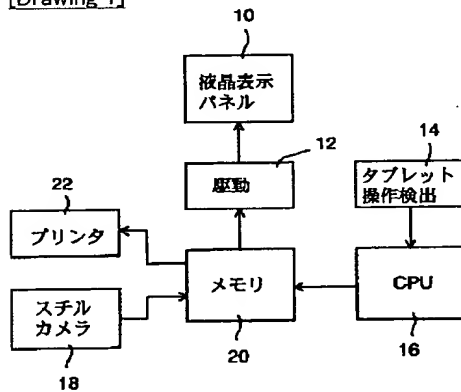 [Drawing 1]
10
液晶表示
パネル
12
駆動
14
タブレット
操作検出
22
プリンタ
メモリ
CPU
スチル
カメラ
18
20
16